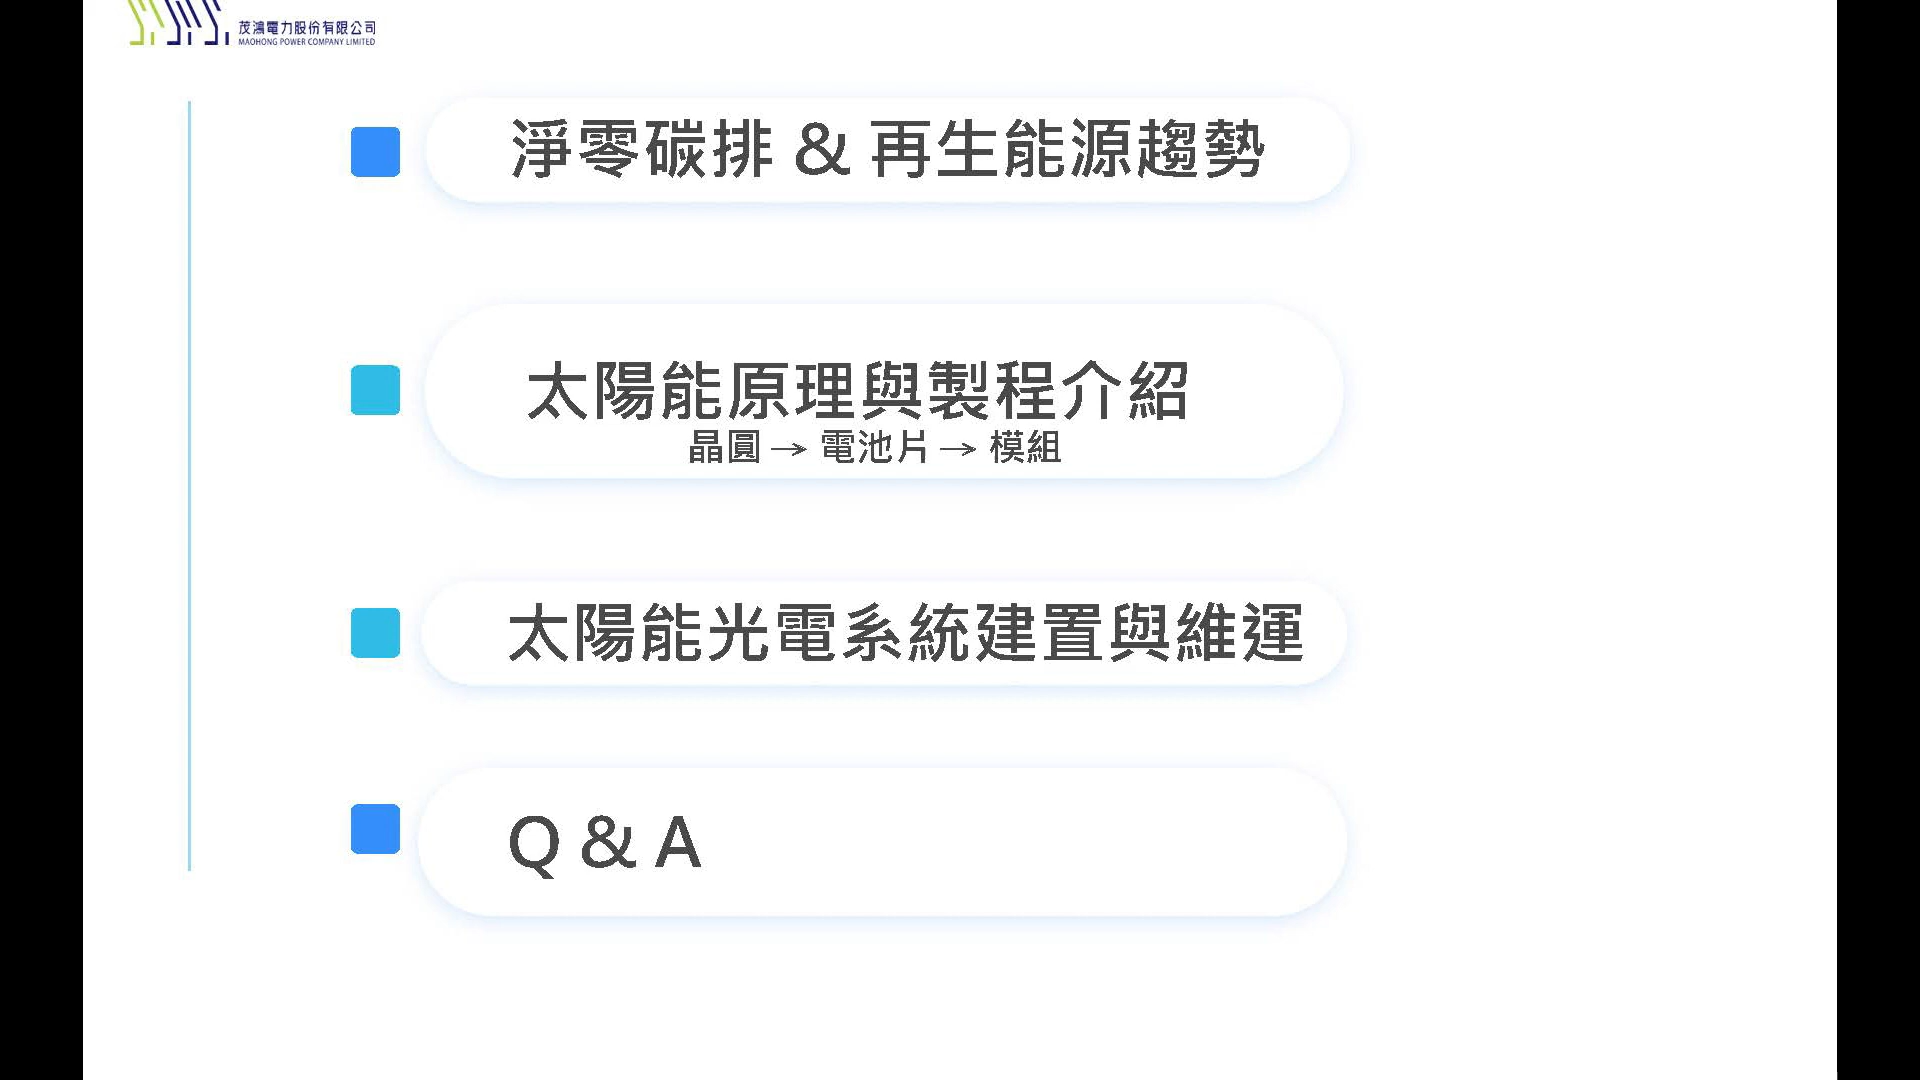 茂鴻電力股份有限公司
MAOHONG POWER COMPANY LIMITED
淨零碳排 & 再生能源趨勢
太陽能原理與製程介紹
晶圓 → 電池片 → 模組
太陽能光電系統建置與維運
Q & A